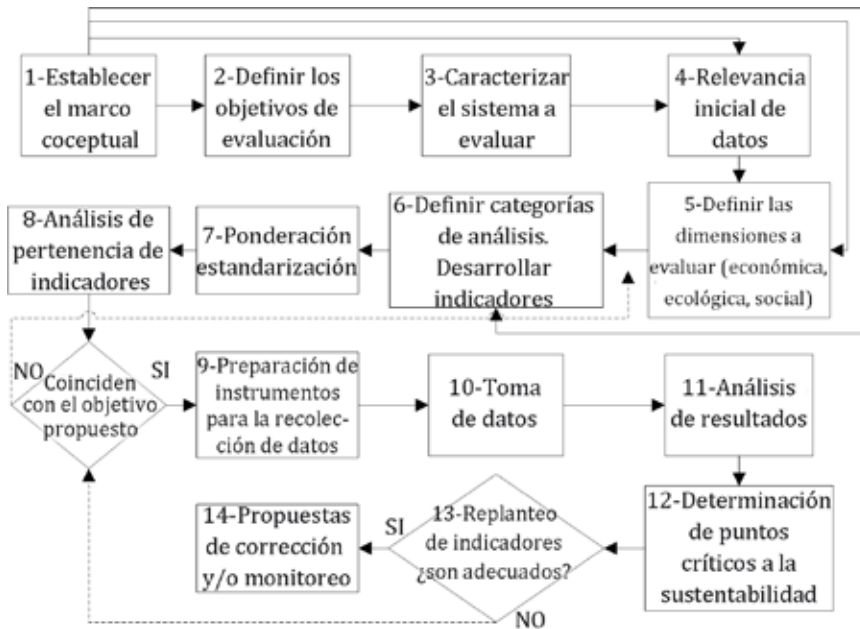 1-Establecer
el marco
coceptual
2-Definir los
objetivos de
evaluación
3-Caracterizar
el sistema a
evaluar
4-Relevancia
inicial de
datos
5-Definir las
dimensiones a
evaluar (económica,
ecológica, social)
6-Definir categorías
de análisis.
Desarrollar
indicadores
7-Ponderación
estandarización
8-Análisis de
pertenencia de
indicadores
NO
SI
Coinciden
con el objetivo
propuesto
9-Preparación de
instrumentos
para la recolec-
ción de datos
10-Toma
de datos
11-Análisis
de resultados
12-Determinación
de puntos
críticos a la
sustentabilidad
13-Replanteo
de indicadores
¿son adecuados?
SI
NO
14-Propuestas
de corrección
y/o monitoreo